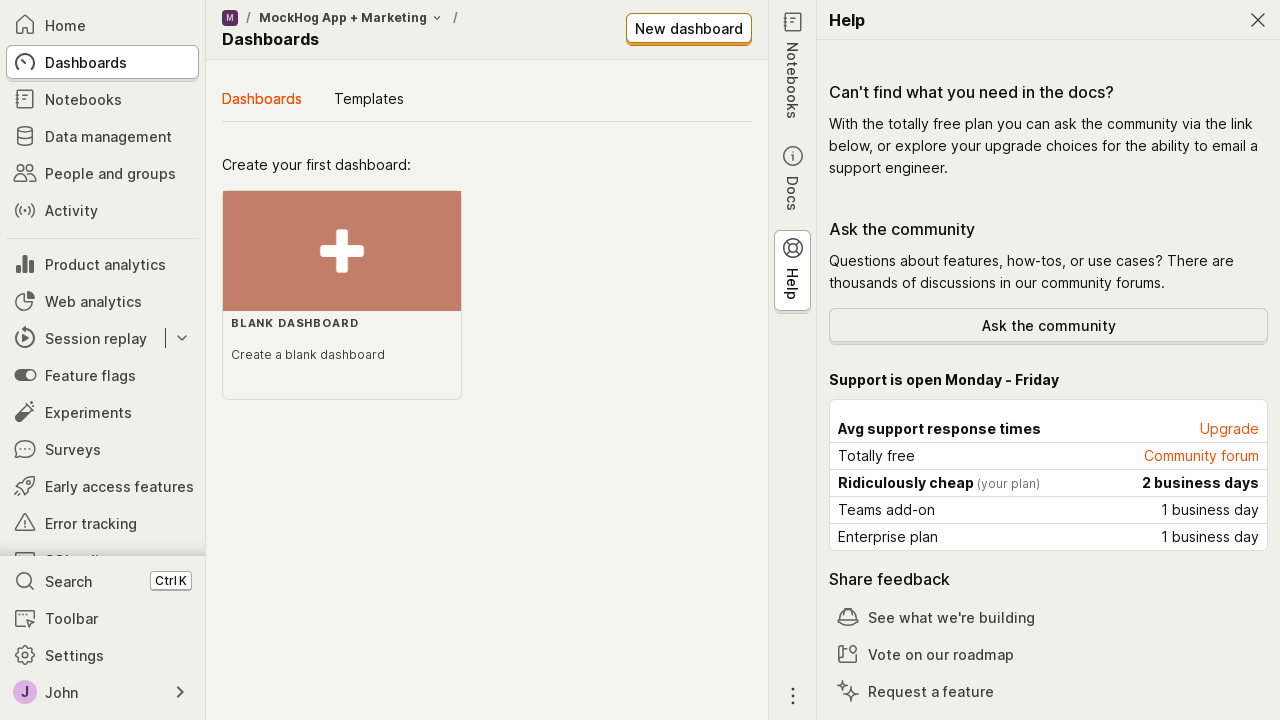 Home
Dashboards
Notebooks
Data management
People and groups
Activity
Product analytics
Web analytics
Session replay
Feature flags
Experiments
Surveys
Early access features
Error tracking
Search
Ctrl K
Toolbar
Settings
J
John
M / MockHog App + Marketing /
Dashboards
New dashboard
Dashboards
Templates
Create your first dashboard:
BLANK DASHBOARD
Create a blank dashboard
Notebooks
Docs
Help
Help
Can't find what you need in the docs?
With the totally free plan you can ask the community via the link
below, or explore your upgrade choices for the ability to email a
support engineer.
Ask the community
Questions about features, how-tos, or use cases? There are
thousands of discussions in our community forums.
Ask the community
Support is open Monday - Friday
Avg support response times Upgrade
Totally free Community forum
Ridiculously cheap (your plan) 2 business days
Teams add-on 1 business day
Enterprise plan 1 business day
Share feedback
See what we're building
Vote on our roadmap
Request a feature